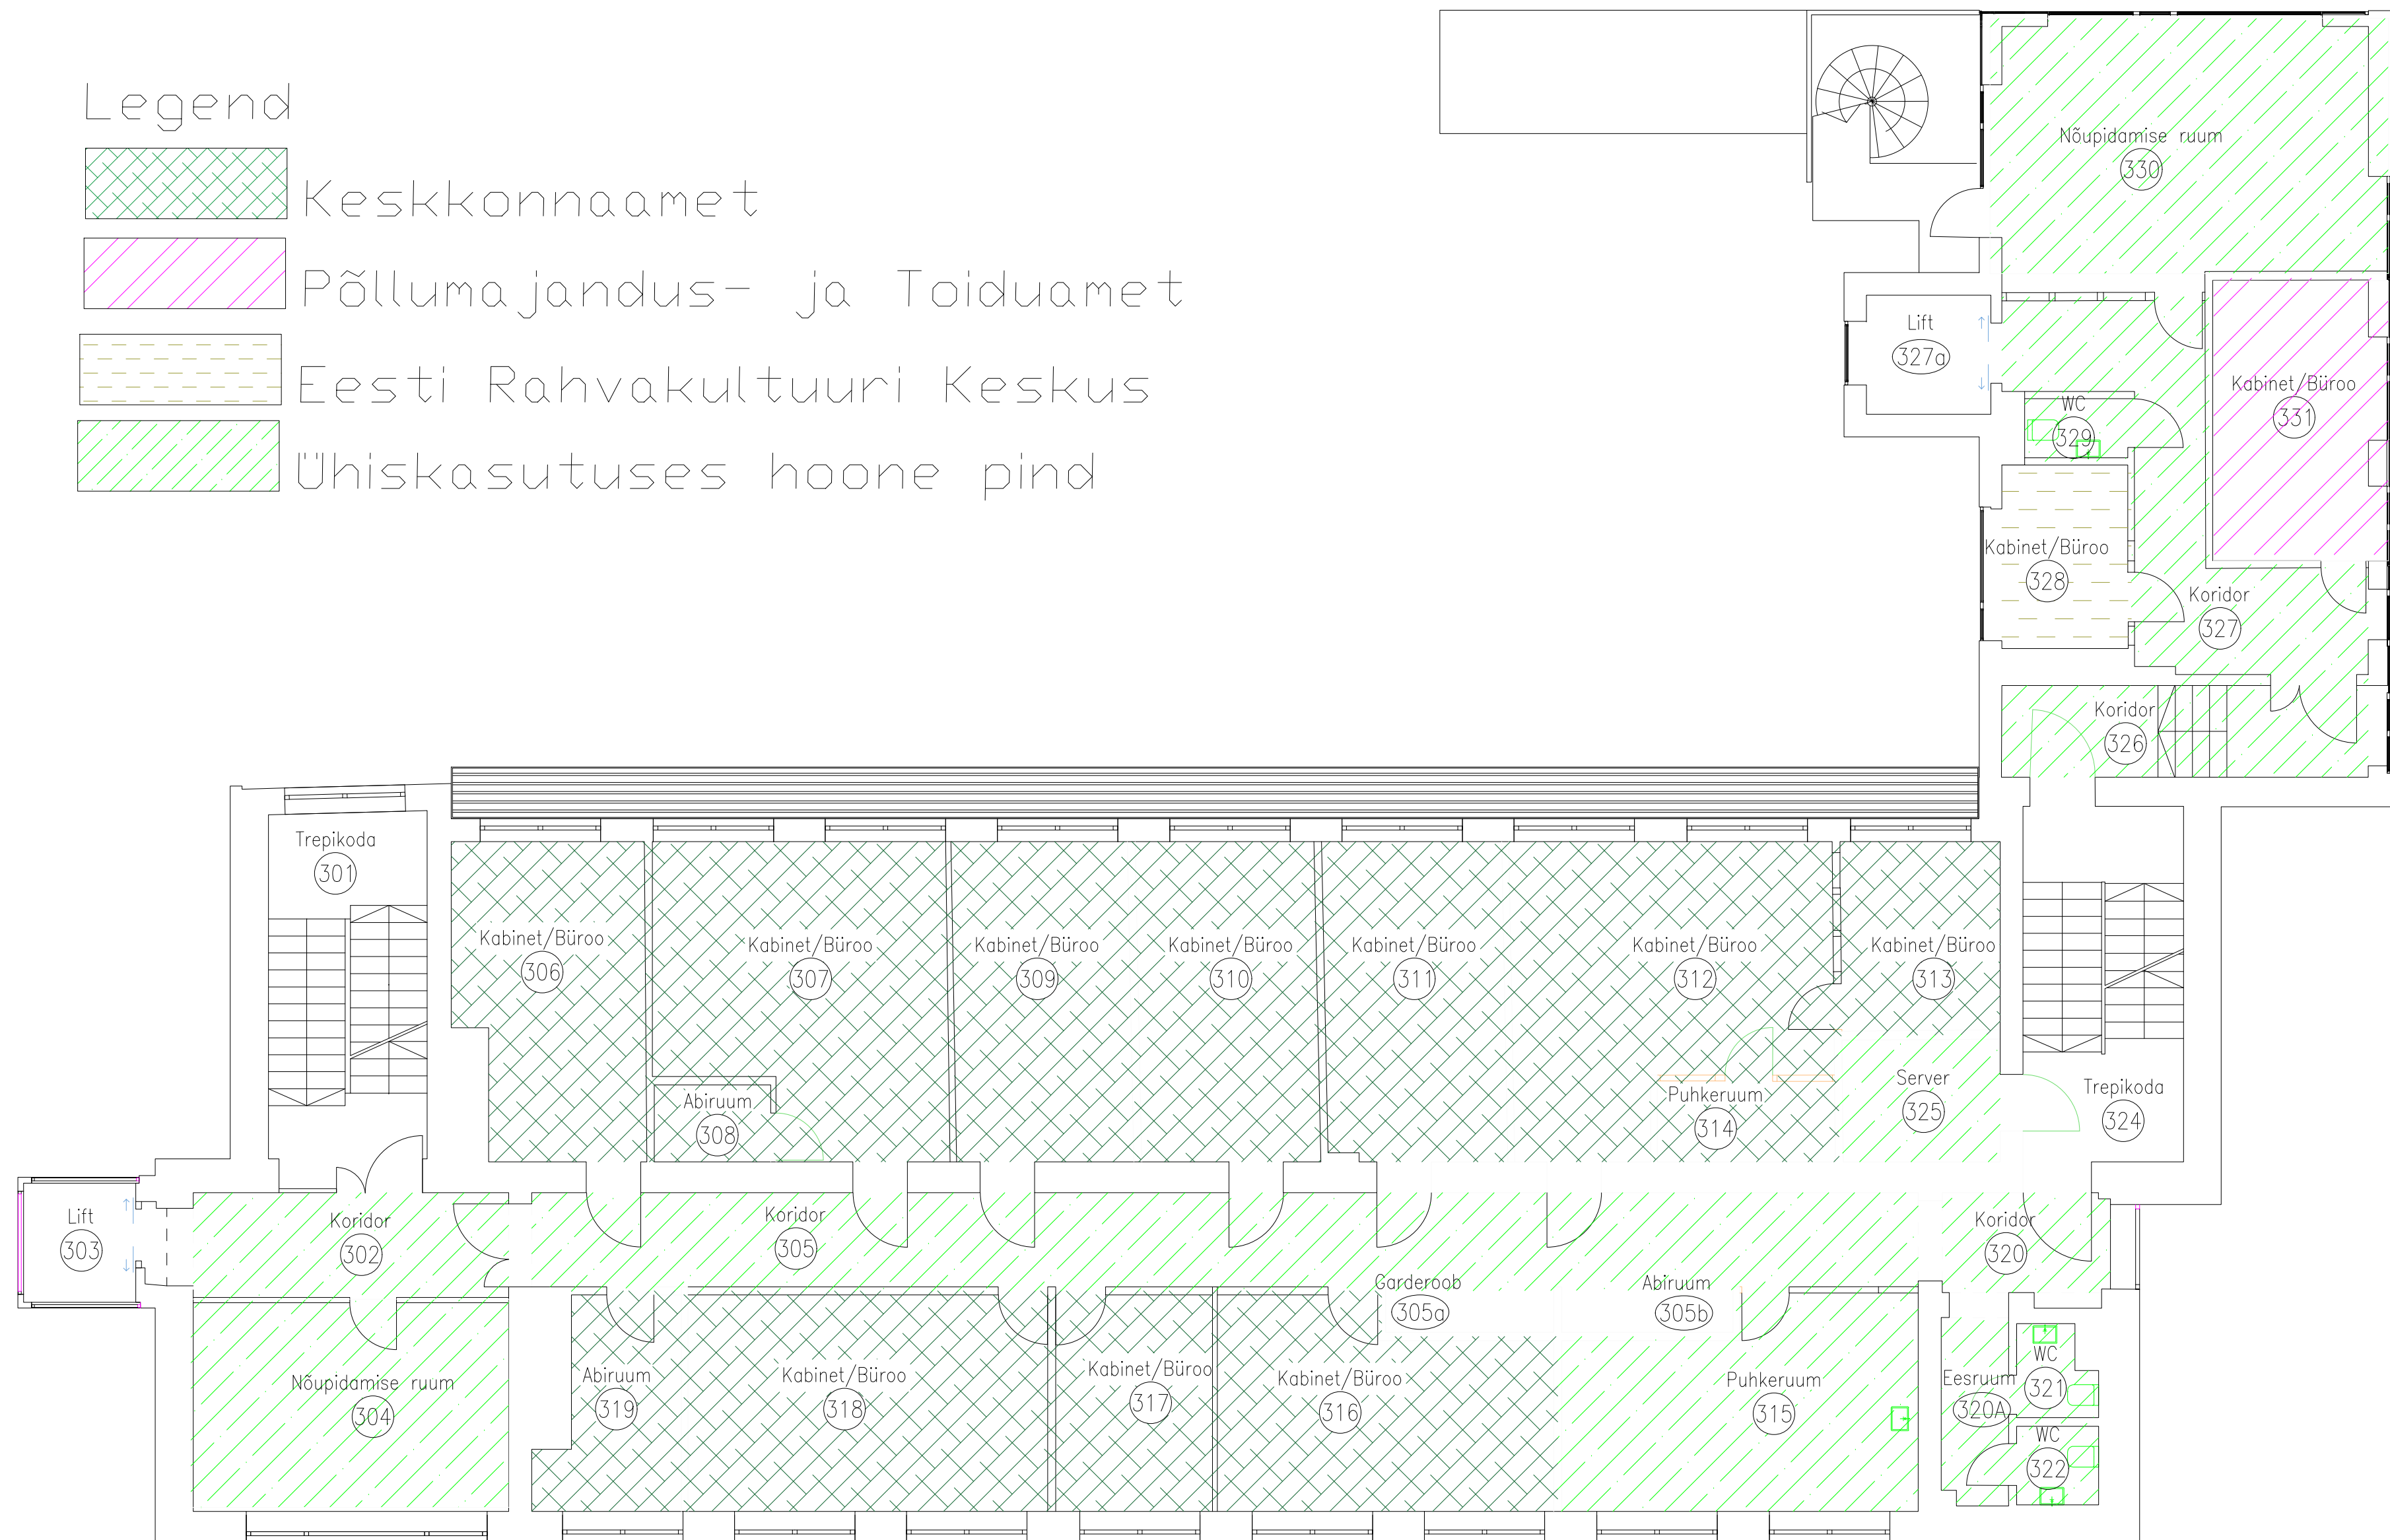 Legend
Keskkonnaamet
Põllumajandus- ja Toiduamet
Eesti Rahvakultuuri Keskus
Ühiskasutuses hoone pind
Nõupidamise ruum
330
Lift
327a
Kabinet/Büroo
331
WC
329
Kabinet/Büroo
328
Koridor
327
Koridor
326
Trepikoda
301
Kabinet/Büroo
306
Kabinet/Büroo
307
Kabinet/Büroo
309
Kabinet/Büroo
310
Kabinet/Büroo
311
Kabinet/Büroo
312
Kabinet/Büroo
313
Abiruum
308
Puhkeruum
314
Server
325
Trepikoda
324
Lift
303
Koridor
302
Koridor
305
Koridor
320
Garderoob
305a
Abiruum
305b
Nõupidamise ruum
304
Abiruum
319
Kabinet/Büroo
318
Kabinet/Büroo
317
Kabinet/Büroo
316
Puhkeruum
315
Eesruum
320A
WC
321
WC
322